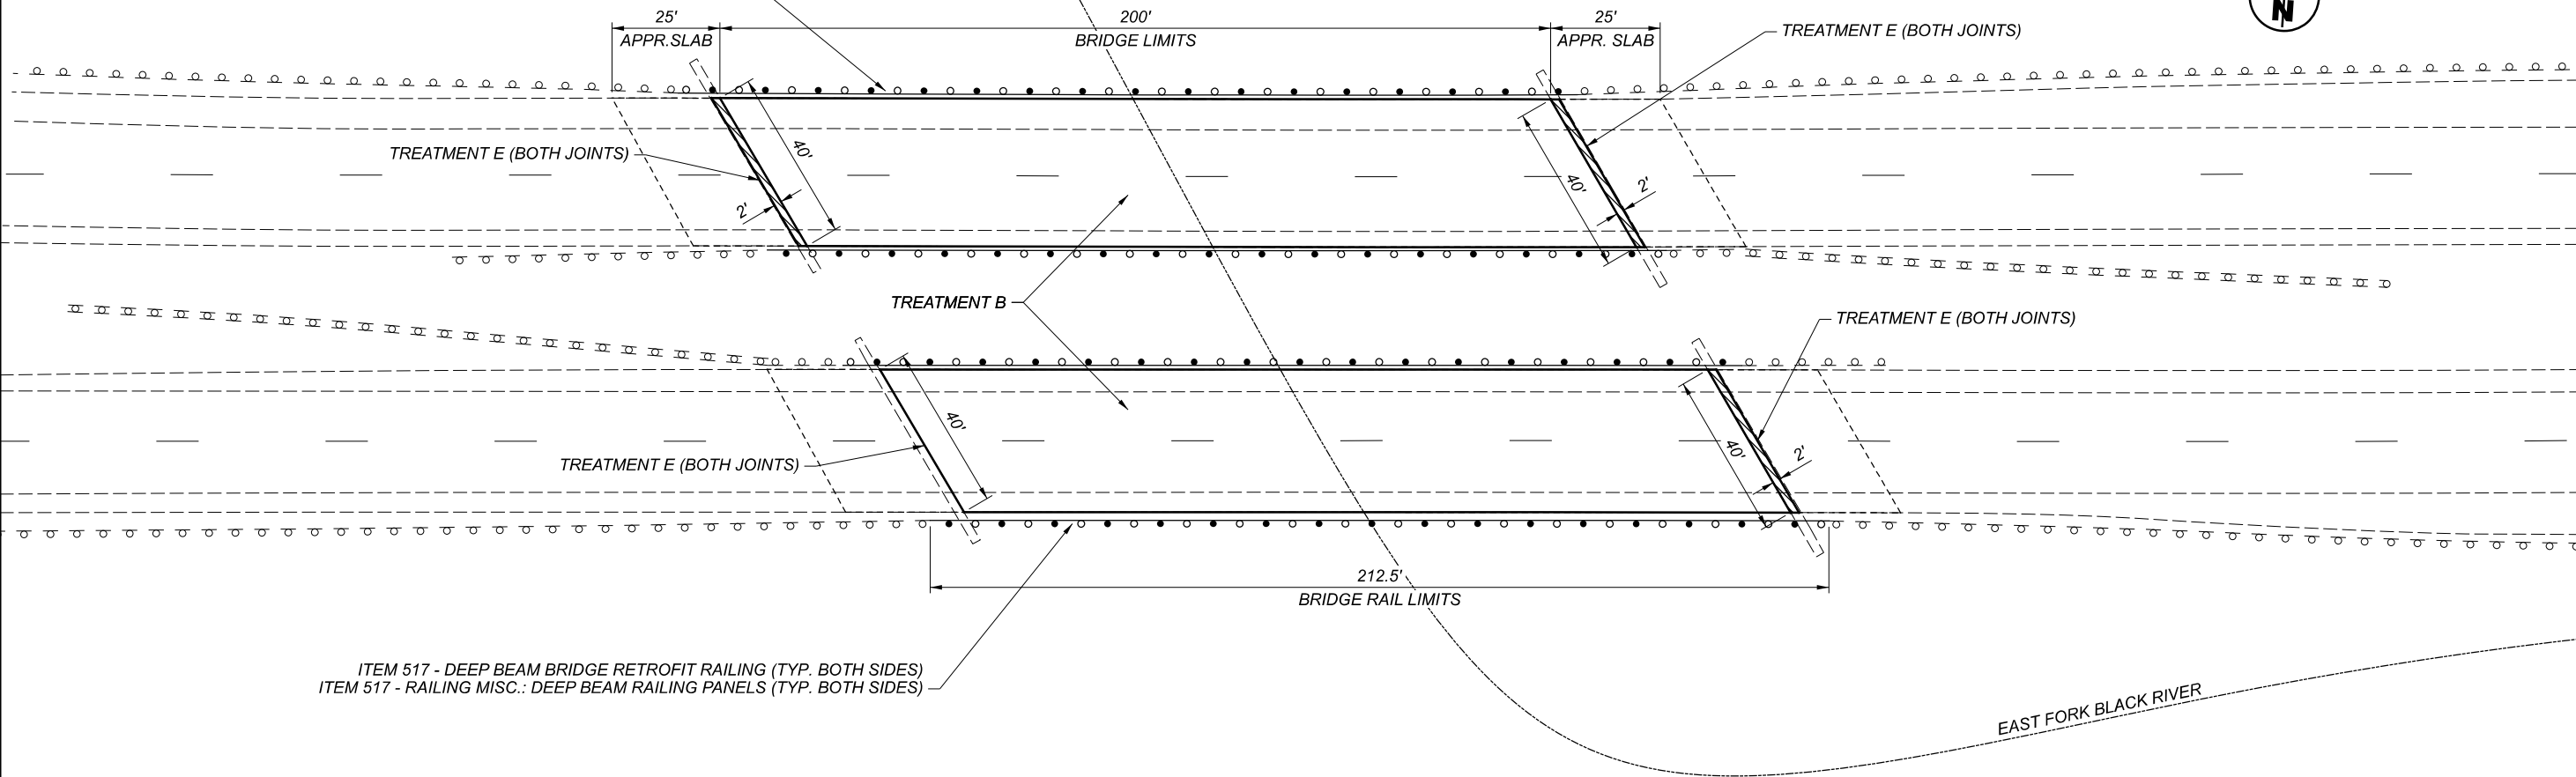 25'
200'
25'
APPR.SLAB
BRIDGE LIMITS
APPR. SLAB
TREATMENT E (BOTH JOINTS)
N
TREATMENT E (BOTH JOINTS)
40'
2'
40'
2'
TREATMENT B
TREATMENT E (BOTH JOINTS)
40'
TREATMENT E (BOTH JOINTS)
40'
2'
212.5'
BRIDGE RAIL LIMITS
ITEM 517 - DEEP BEAM BRIDGE RETROFIT RAILING (TYP. BOTH SIDES)
ITEM 517 - RAILING MISC.: DEEP BEAM RAILING PANELS (TYP. BOTH SIDES)
EAST FORK BLACK RIVER